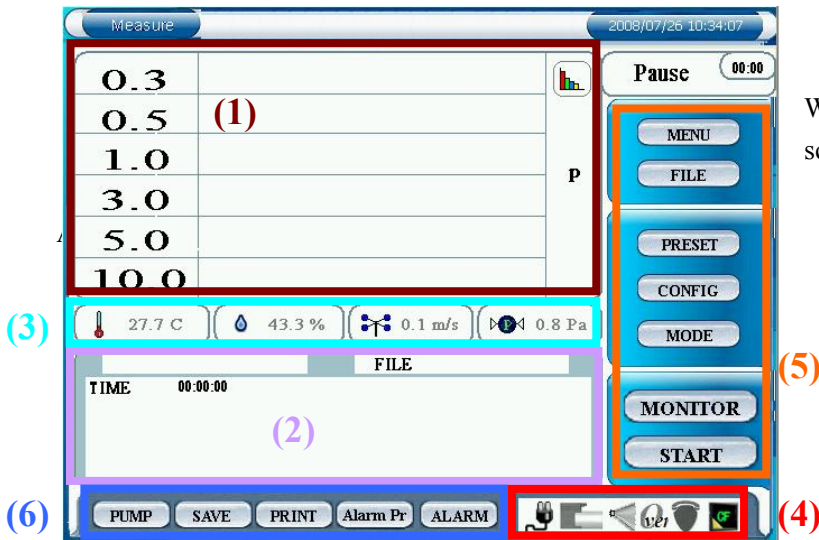 Measure 2008/07/26 10:34:07
Pause 00:00
0.3
0.5
1.0
3.0
5.0
10.0
(1)
P
MENU
FILE
PRESET
CONFIG
MODE
MONITOR
START
(5)
(3) 27.7 C 43.3 % 0.1 m/s P 0.8 Pa
FILE
TIME 00:00:00
(2)
(6) PUMP SAVE PRINT Alarm Pr ALARM
CF (4)